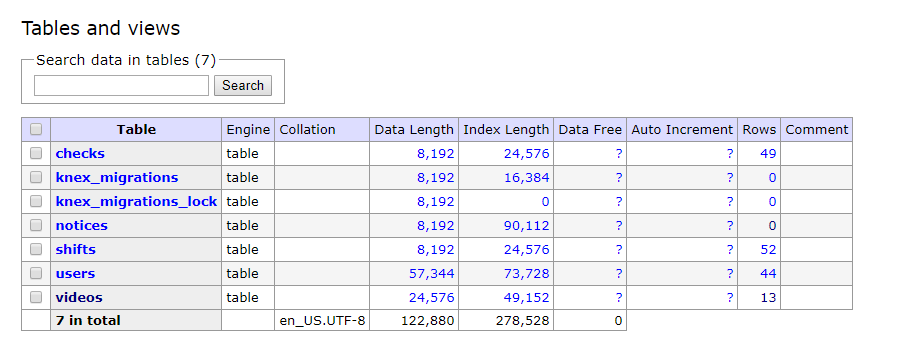 Tables and views
Search data in tables (7)
Search
Table Engine Collation Data Length Index Length Data Free Auto Increment Rows Comment
checks table 8,192 24,576 ? ? 49
knex_migrations table 8,192 16,384 ? ? 0
knex_migrations_lock table 8,192 0 ? ? 0
notices table 8,192 90,112 ? ? 0
shifts table 8,192 24,576 ? ? 52
users table 57,344 73,728 ? ? 44
videos table 24,576 49,152 ? ? 13
7 in total en_US.UTF-8 122,880 278,528 0